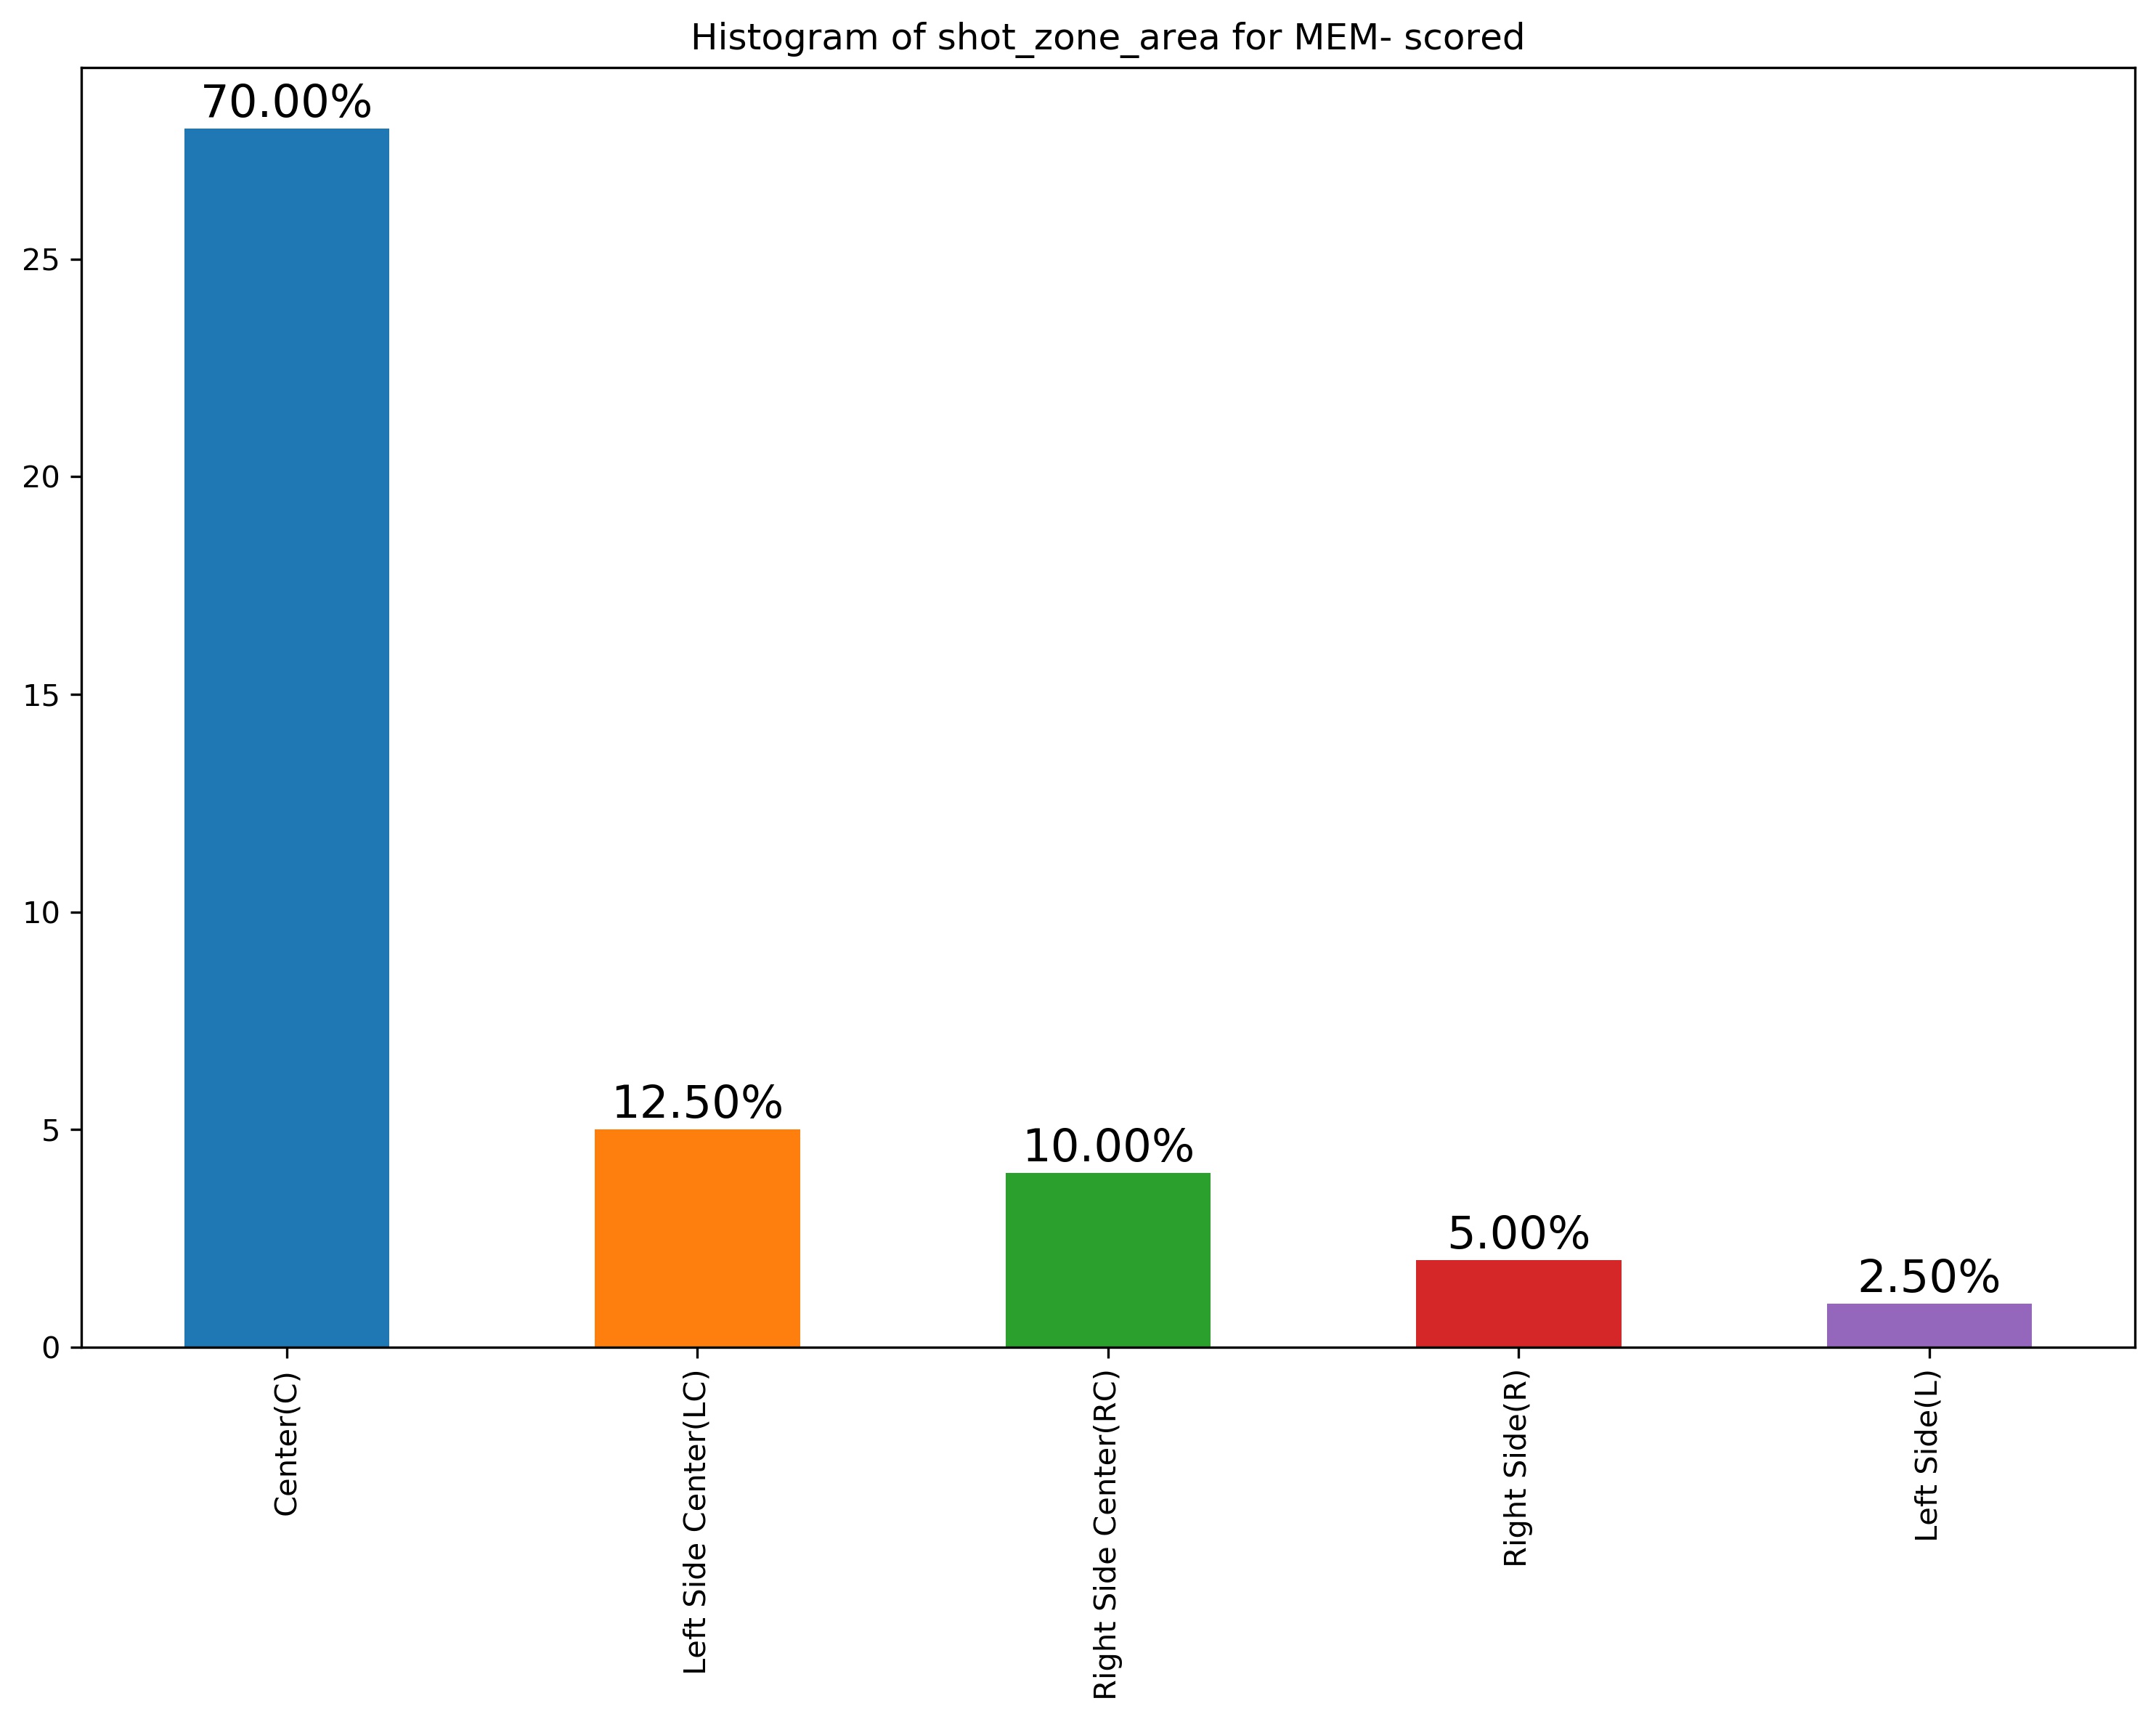 Histogram of shot_zone_area for MEM- scored
70.00%
12.50%
10.00%
5.00%
2.50%
25
20
15
10
5
0
Center(C)
Left Side Center(LC)
Right Side Center(RC)
Right Side(R)
Left Side(L)